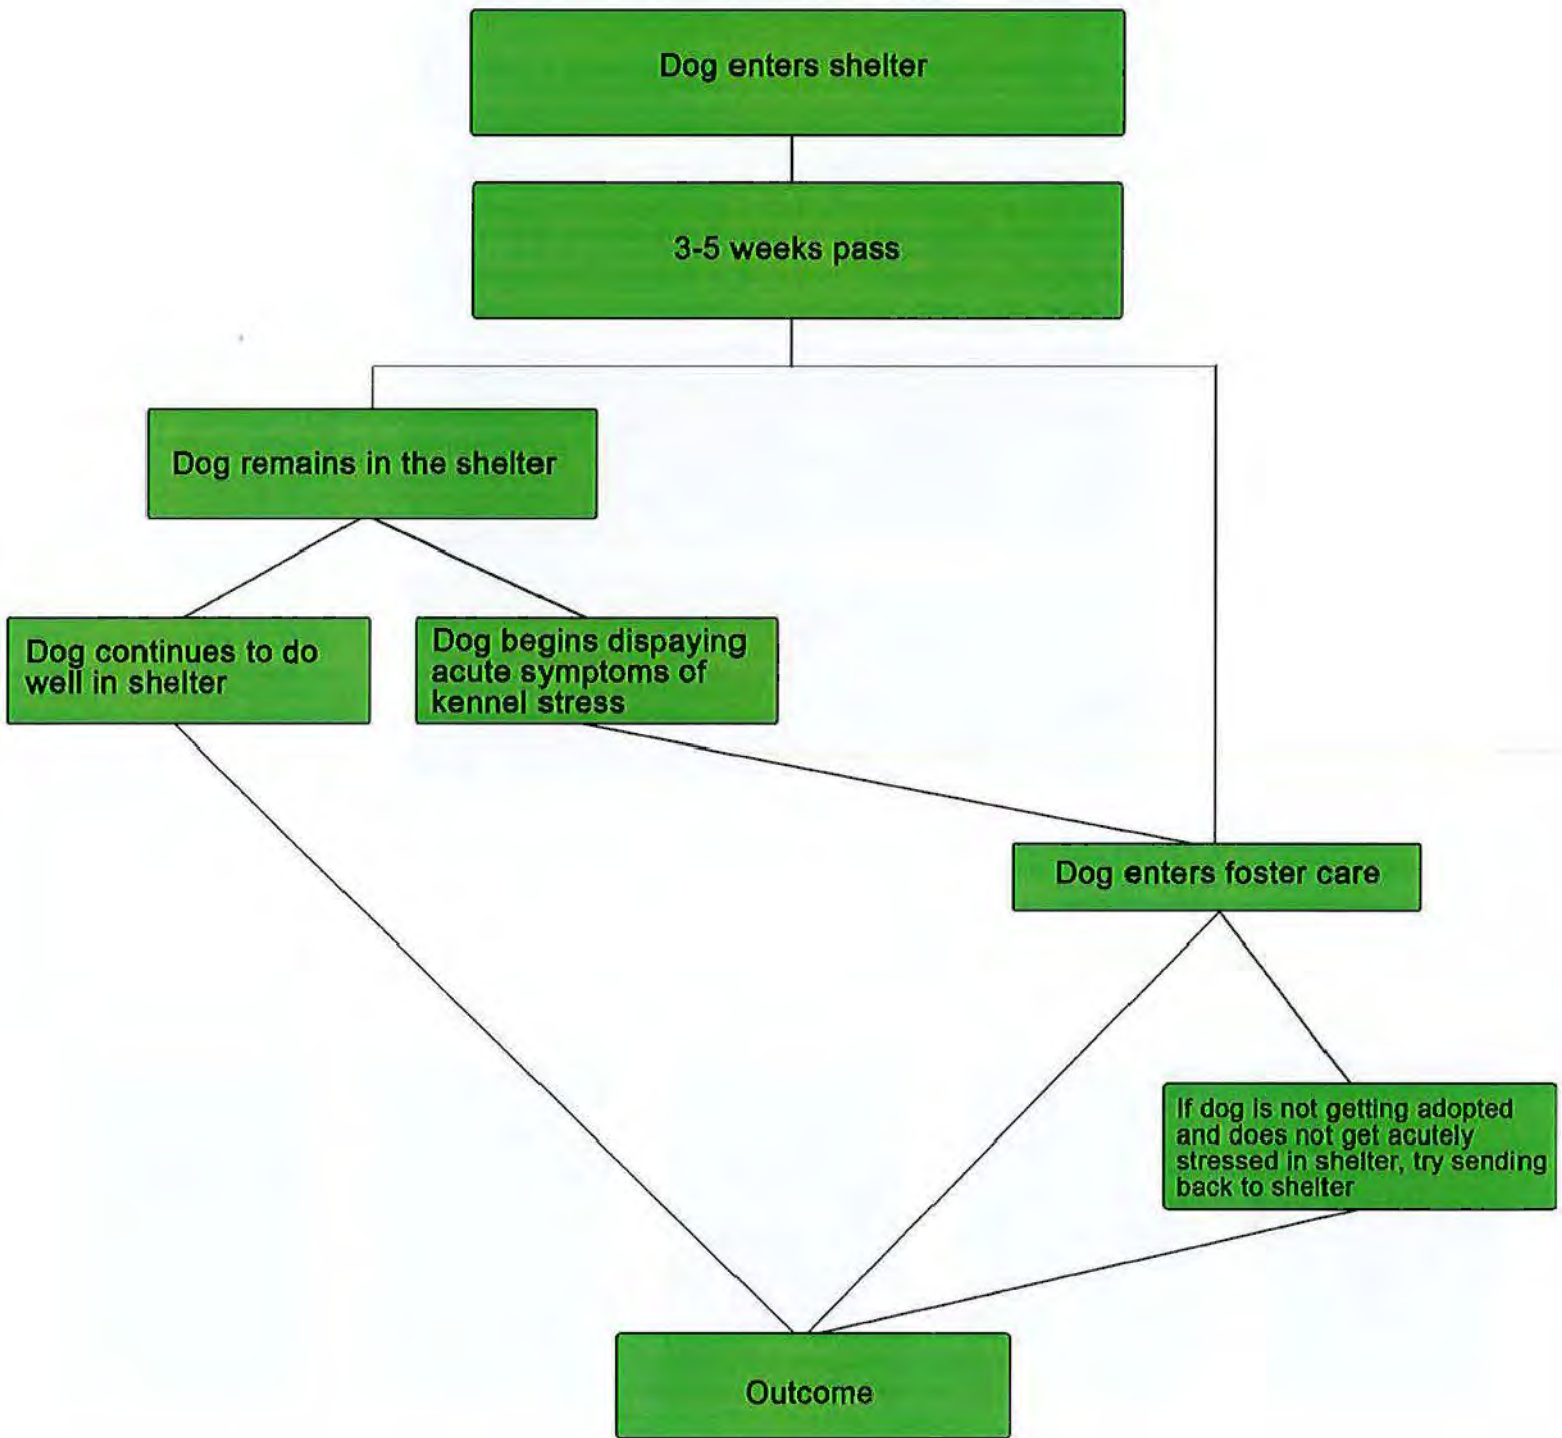 Dog enters shelter
3-5 weeks pass
Dog remains in the shelter
Dog continues to do
well in shelter
Dog begins dispaying
acute symptoms of
kennel stress
Dog enters foster care
If dog is not getting adopted
and does not get acutely
stressed in shelter, try sending
back to shelter
Outcome